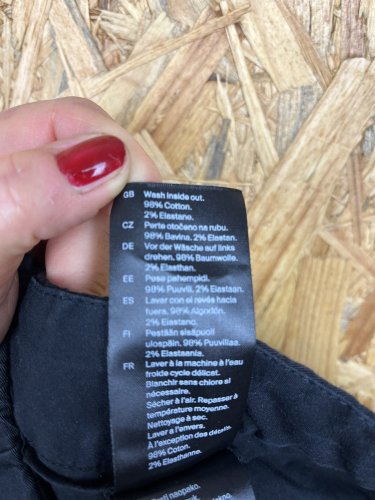 GB Wash inside out.
98% Cotton.
2% Elastane.
CZ Perte otočeno na rubu.
98% Bavlna. 2% Elastan.
DE Vor der Wäsche auf links
drehen. 98% Baumwolle.
2% Elasthan.
EE Pese pahempidi.
98% Puuvill. 2% Elastaan.
ES Lavar con el revés hacia
fuera. 98% Algodón.
2% Elastano.
FI Pestään sisäpuoli
ulospäin. 98% Puuvillaa.
2% Elastaania.
FR Laver à la machine à l'eau
froide cycle délicat.
Blanchir sans chlore si
nécessaire.
Sécher à l'air. Repasser à
température moyenne.
Nettoyage à sec.
Laver à l'envers.
À l'exception des détails.
98% Coton.
2% Elasthanne.
naopako.